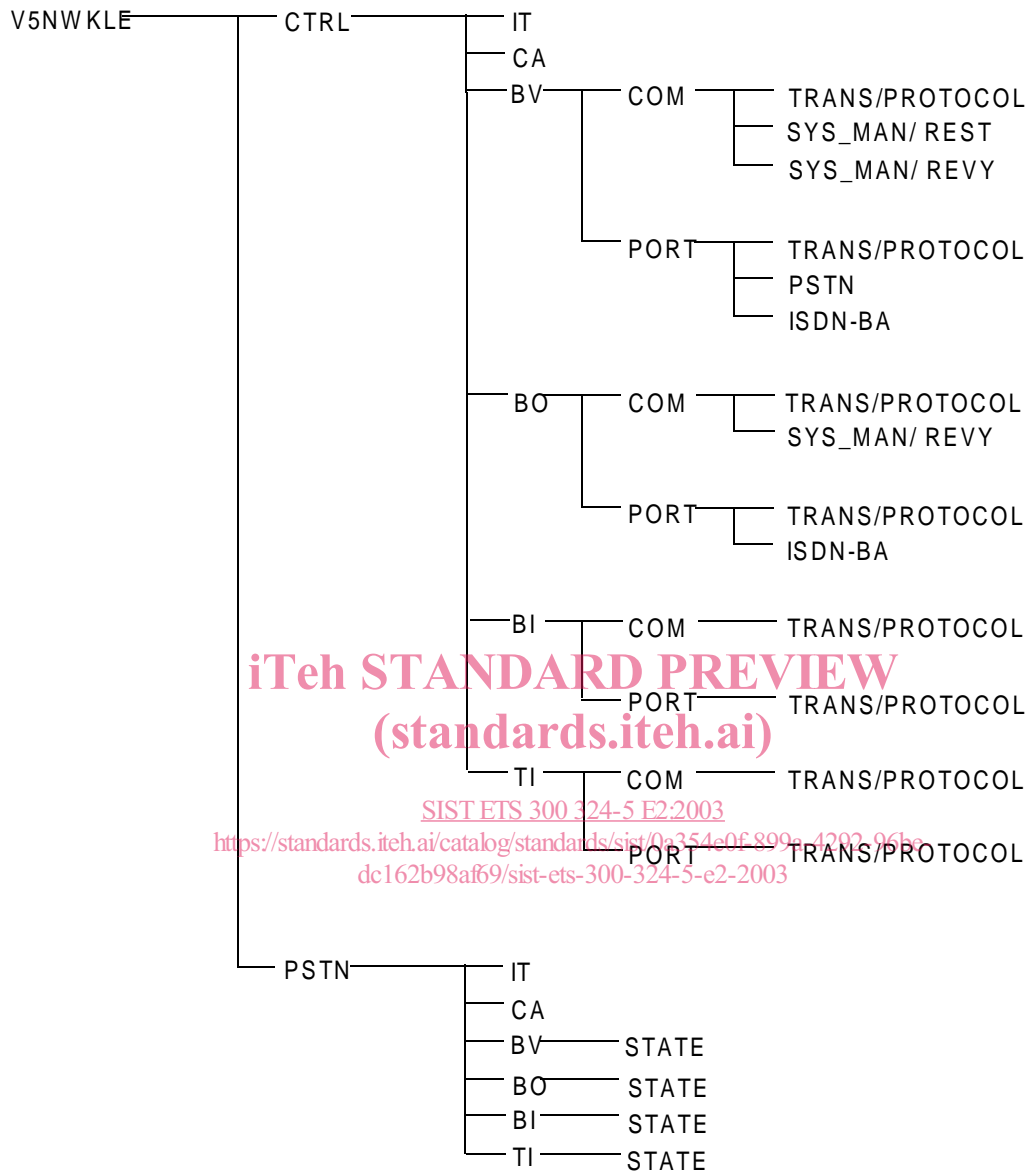 V5NWKLE CTRL IT
CA
BV COM TRANS/PROTOCOL
SYS_MAN/ REST
SYS_MAN/ REVY
PORT TRANS/PROTOCOL
PSTN
ISDN-BA
BO COM TRANS/PROTOCOL
SYS_MAN/ REVY
PORT TRANS/PROTOCOL
ISDN-BA
BI COM TRANS/PROTOCOL
iTeh STANDARD PREVIEW
PORT TRANS/PROTOCOL
(standards.iteh.ai)
TI COM TRANS/PROTOCOL
SIST ETS 300 324-5 E2:2003
https://standards.iteh.ai/catalog/standards/sist/0a354e0f-899a-4292-96be-
PORT TRANS/PROTOCOL
dc162b98af69/sist-ets-300-324-5-e2-2003
PSTN IT
CA
BV STATE
BO STATE
BI STATE
TI STATE